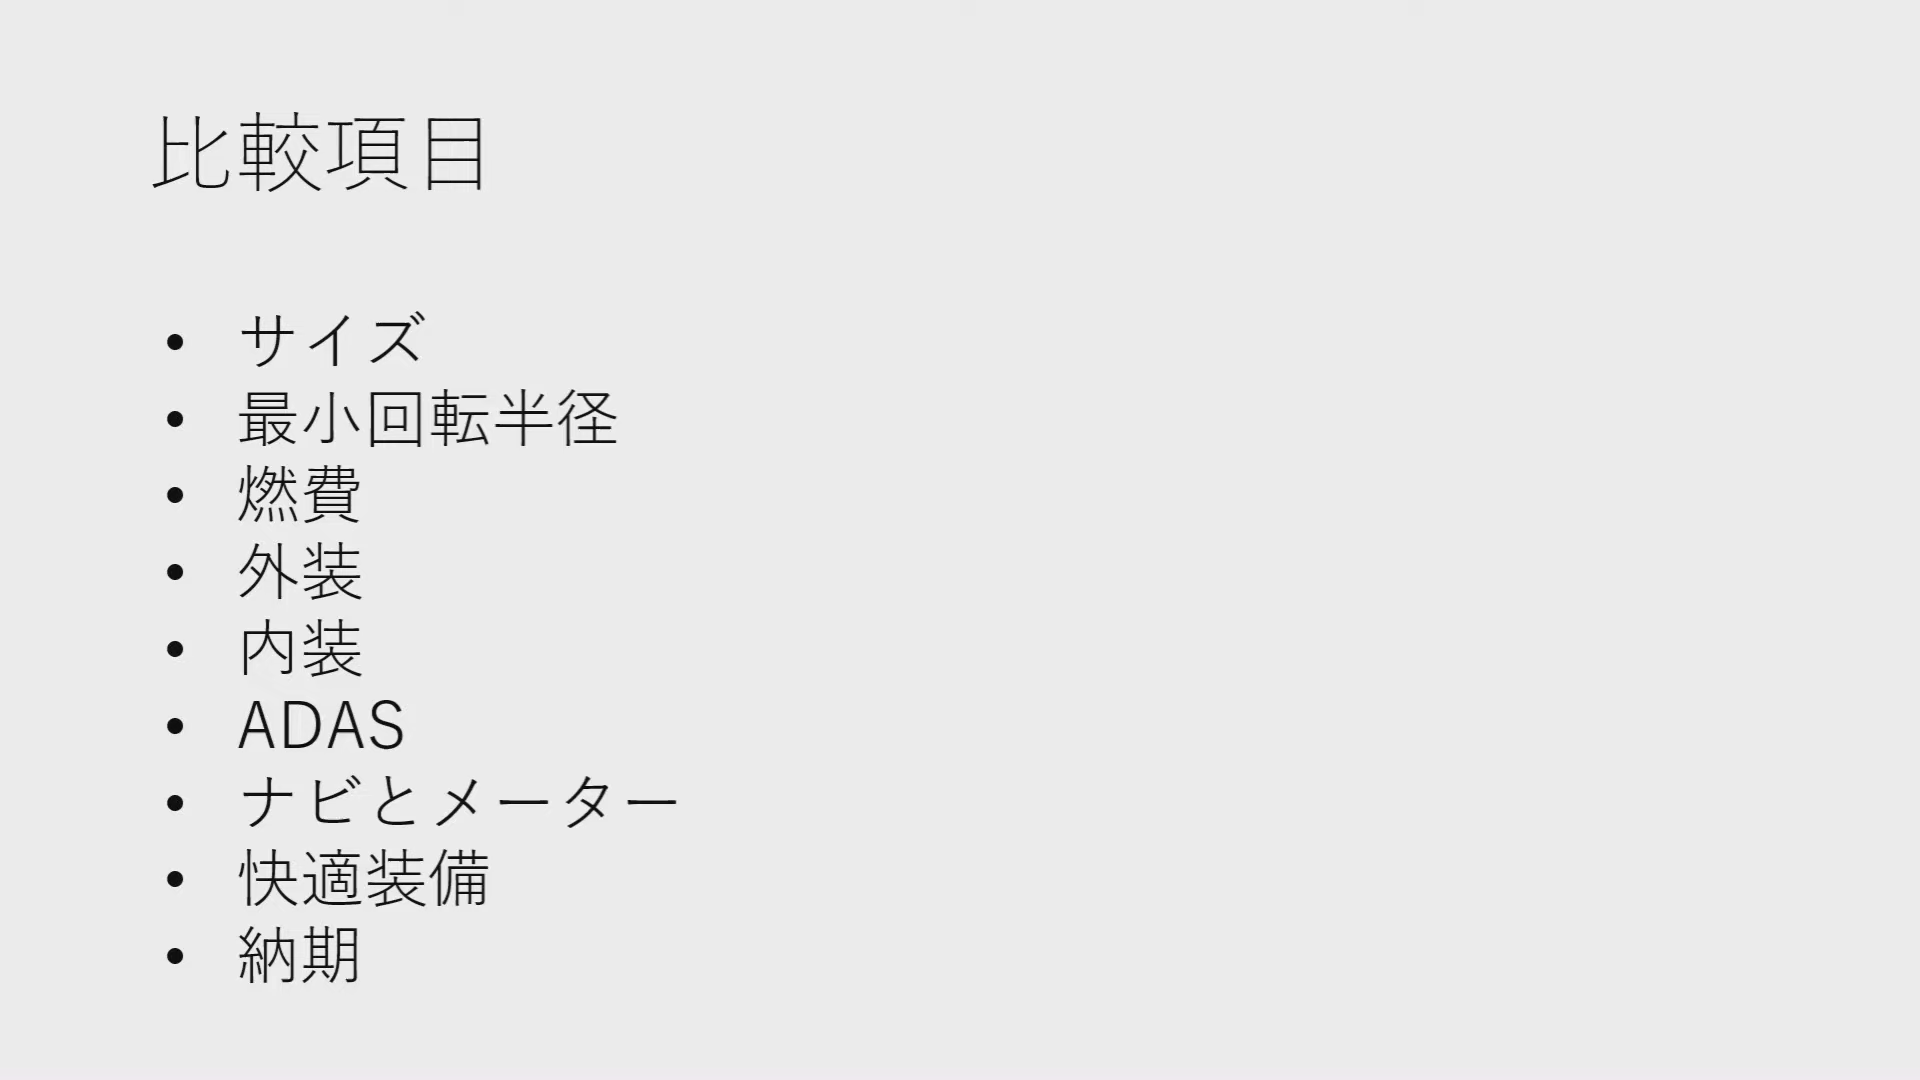 比較項目
• サイズ
• 最小回転半径
• 燃費
• 外装
• 内装
• ADAS
• ナビとメーター
• 快適装備
• 納期